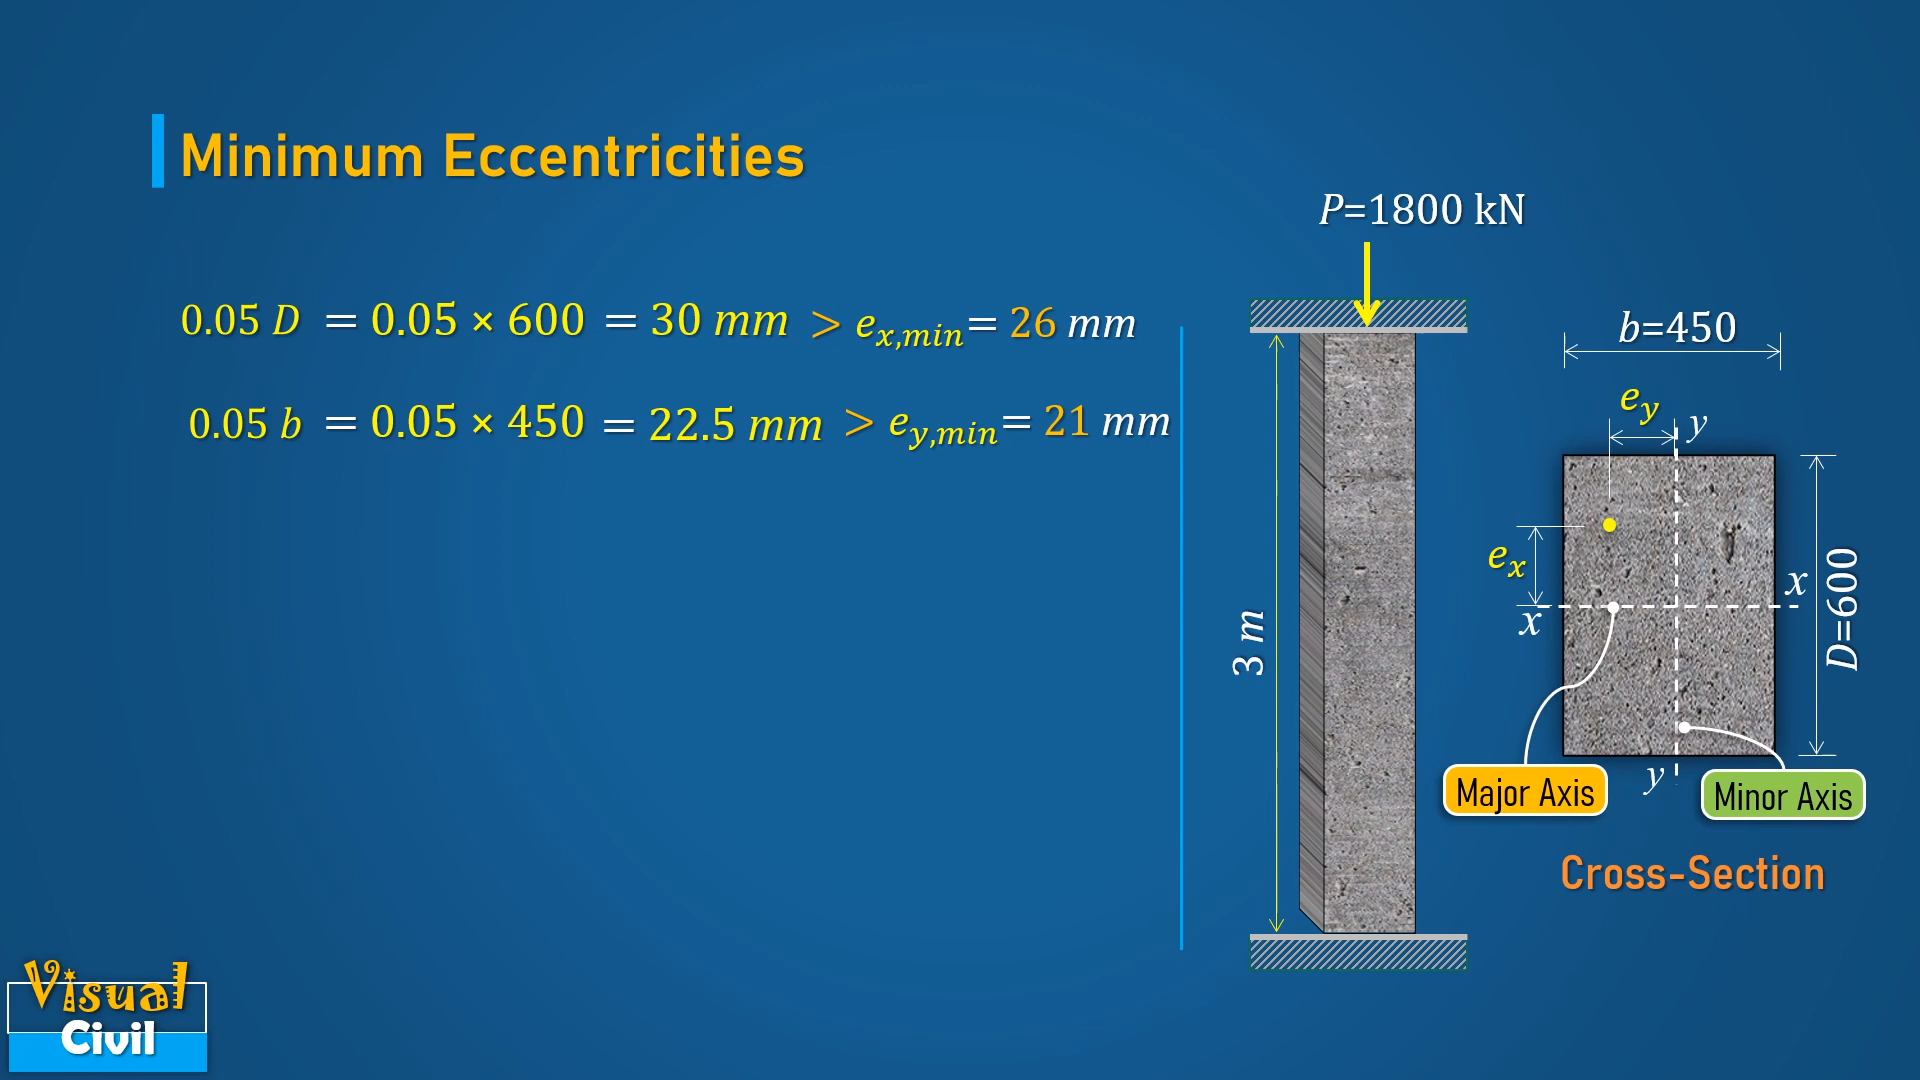 Minimum Eccentricities
P=1800 kN
0.05 D = 0.05 × 600 = 30 mm > e_{x,min} = 26 mm
0.05 b = 0.05 × 450 = 22.5 mm > e_{y,min} = 21 mm
b=450
e_y
y
e_x
x
x
D=600
3 m
y
Major Axis
Minor Axis
Cross-Section
Visual
Civil